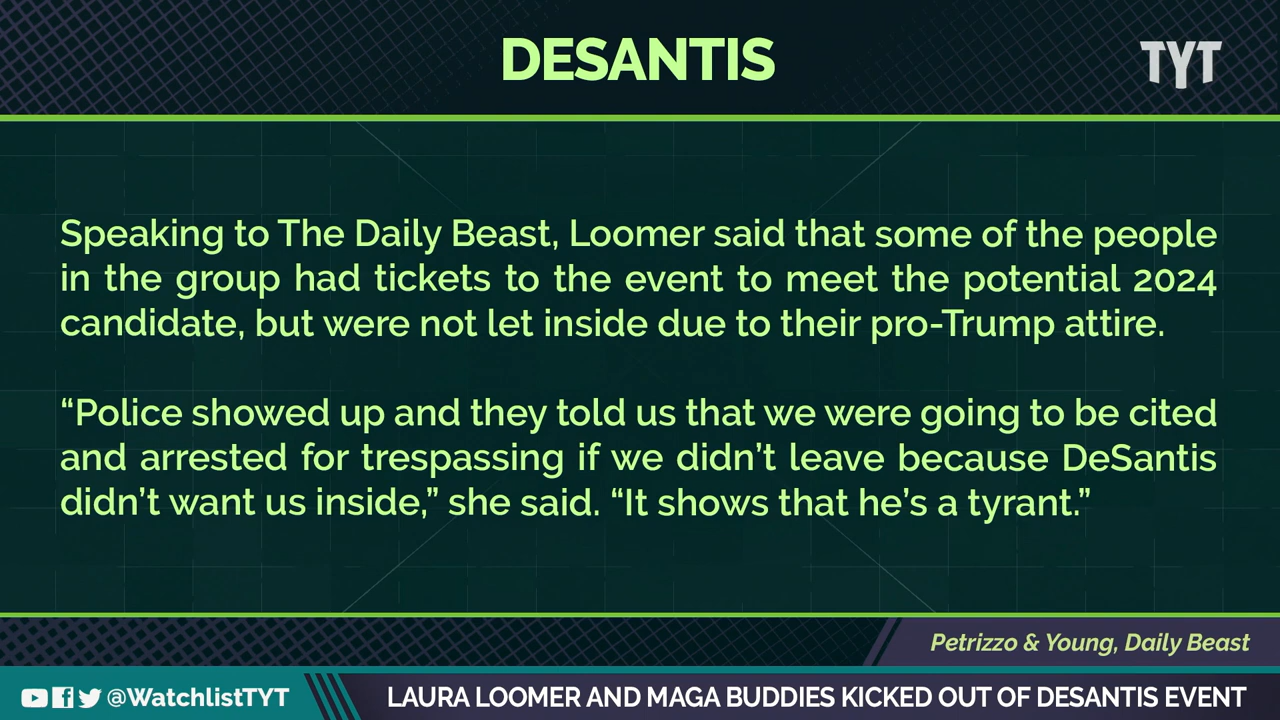 DESANTIS
TYT
Speaking to The Daily Beast, Loomer said that some of the people
in the group had tickets to the event to meet the potential 2024
candidate, but were not let inside due to their pro-Trump attire.
“Police showed up and they told us that we were going to be cited
and arrested for trespassing if we didn’t leave because DeSantis
didn’t want us inside,” she said. “It shows that he’s a tyrant.”
Petrizzo & Young, Daily Beast
@WatchlistTYT
LAURA LOOMER AND MAGA BUDDIES KICKED OUT OF DESANTIS EVENT